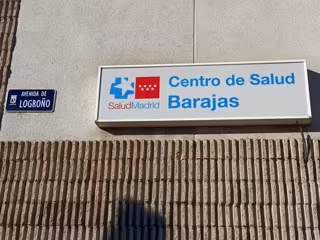 AVENIDA DE
LOGROÑO
SaludMadrid
Centro de Salud
Barajas